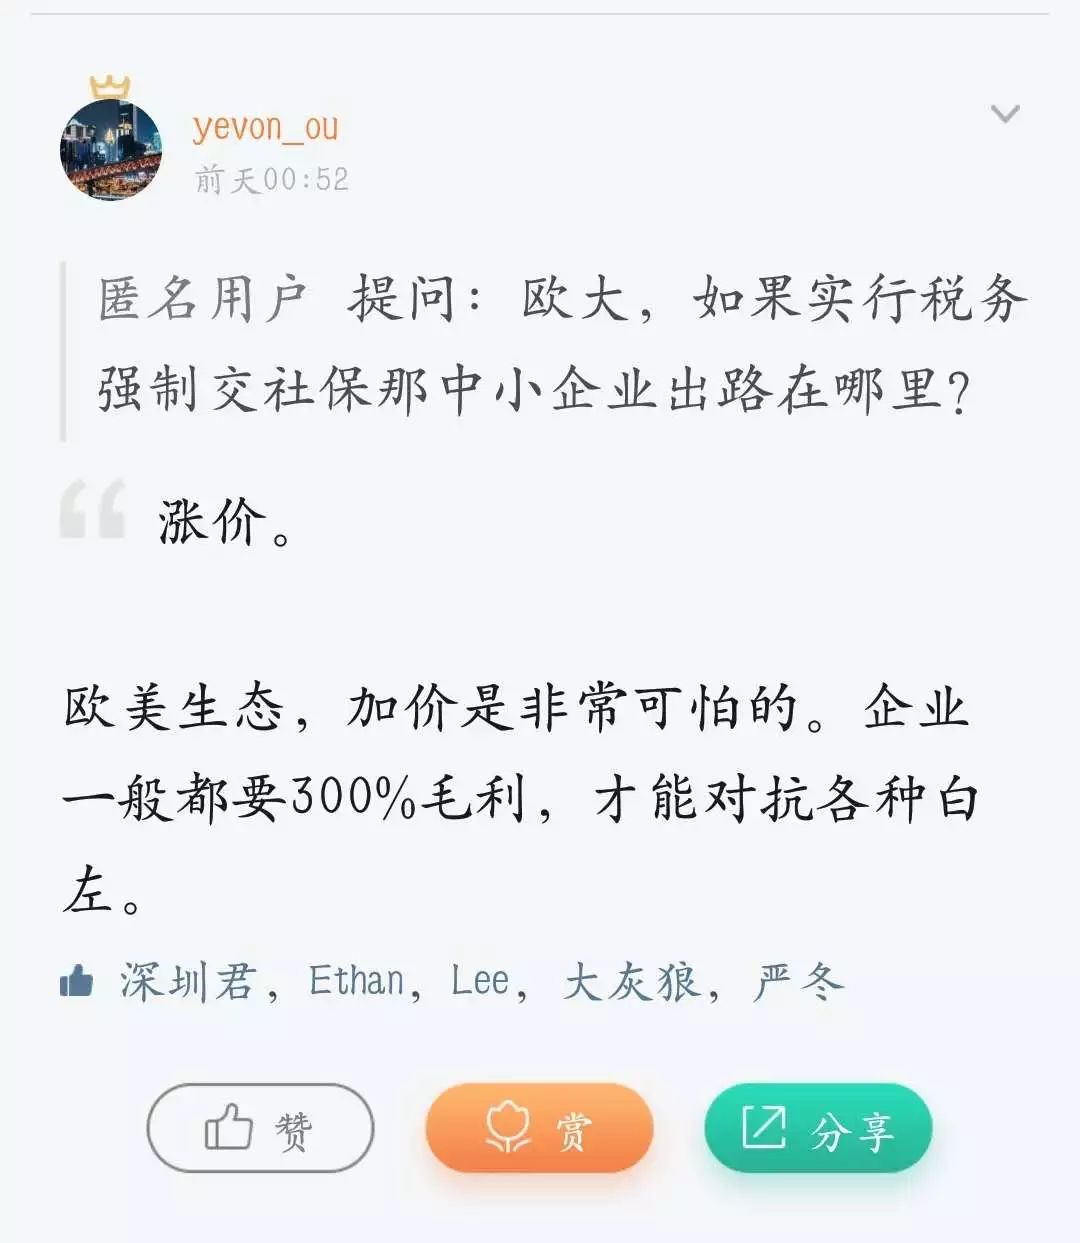 yevon_ou
前天00:52
匿名用户 提问：欧大，如果实行税务
强制交社保那中小企业出路在哪里？
涨价。
欧美生态，加价是非常可怕的。企业
一般都要300%毛利，才能对抗各种白
左。
深圳君，Ethan，Lee，大灰狼，严冬
赞
赏
分享